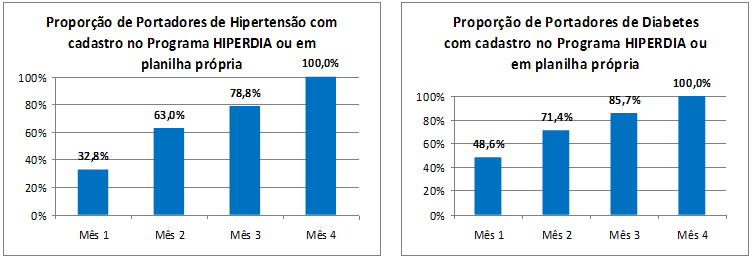 Proporção de Portadores de Hipertensão com
cadastro no Programa HIPERDIA ou em
planilha própria
100,0%
100%
78,8%
80%
63,0%
60%
32,8%
40%
20%
0%
Mês 1 Mês 2 Mês 3 Mês 4
Proporção de Portadores de Diabetes
com cadastro no Programa HIPERDIA ou
em planilha própria
100,0%
100%
85,7%
80%
71,4%
60%
48,6%
40%
20%
0%
Mês 1 Mês 2 Mês 3 Mês 4